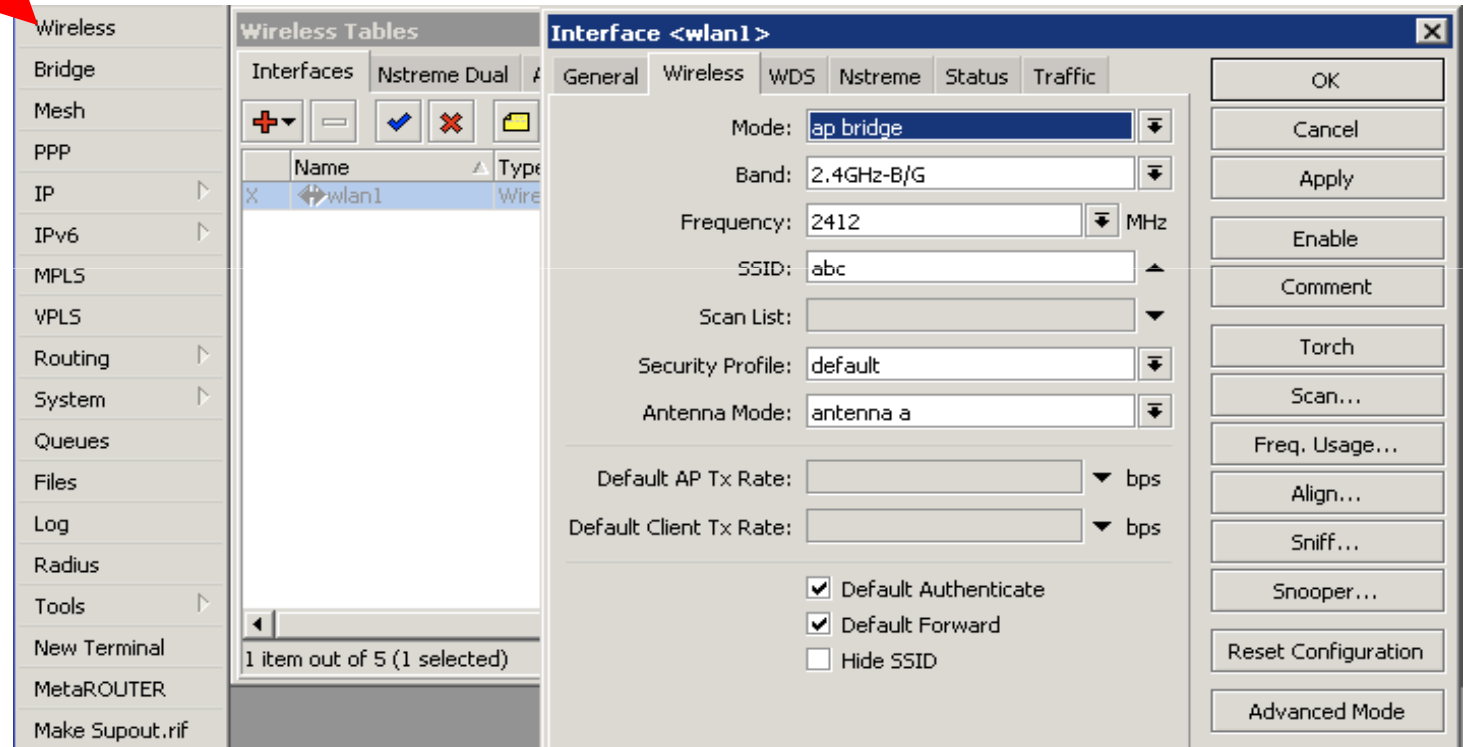 Wireless
Bridge
Mesh
PPP
IP
IPv6
MPLS
VPLS
Routing
System
Queues
Files
Log
Radius
Tools
New Terminal
MetaROUTER
Make Supout.rif
Wireless Tables
Interfaces Nstreme Dual
Name Type
X wlan1 Wire
1 item out of 5 (1 selected)
Interface <wlan1>
General Wireless WDS Nstreme Status Traffic
Mode: ap bridge
Band: 2.4GHz-B/G
Frequency: 2412 MHz
SSID: abc
Scan List:
Security Profile: default
Antenna Mode: antenna a
Default AP Tx Rate: bps
Default Client Tx Rate: bps
Default Authenticate
Default Forward
Hide SSID
OK
Cancel
Apply
Enable
Comment
Torch
Scan...
Freq. Usage...
Align...
Sniff...
Snooper...
Reset Configuration
Advanced Mode